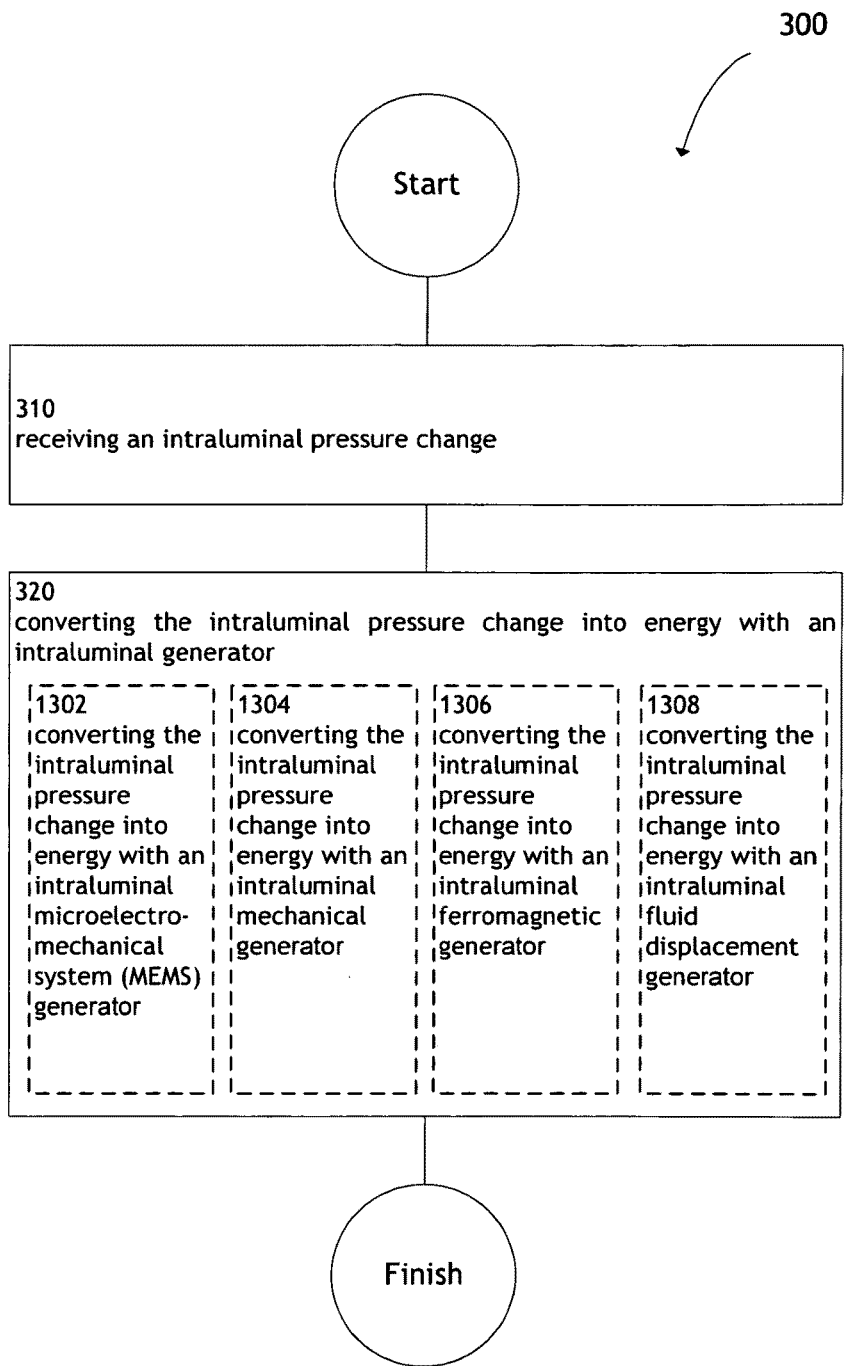 300
Start
310
receiving an intraluminal pressure change
320
converting the intraluminal pressure change into energy with an
intraluminal generator
1302
converting the
intraluminal
pressure
change into
energy with an
intraluminal
microelectro-
mechanical
system (MEMS)
generator
1304
converting the
intraluminal
pressure
change into
energy with an
intraluminal
mechanical
generator
1306
converting the
intraluminal
pressure
change into
energy with an
intraluminal
ferromagnetic
generator
1308
converting the
intraluminal
pressure
change into
energy with an
intraluminal
fluid
displacement
generator
Finish